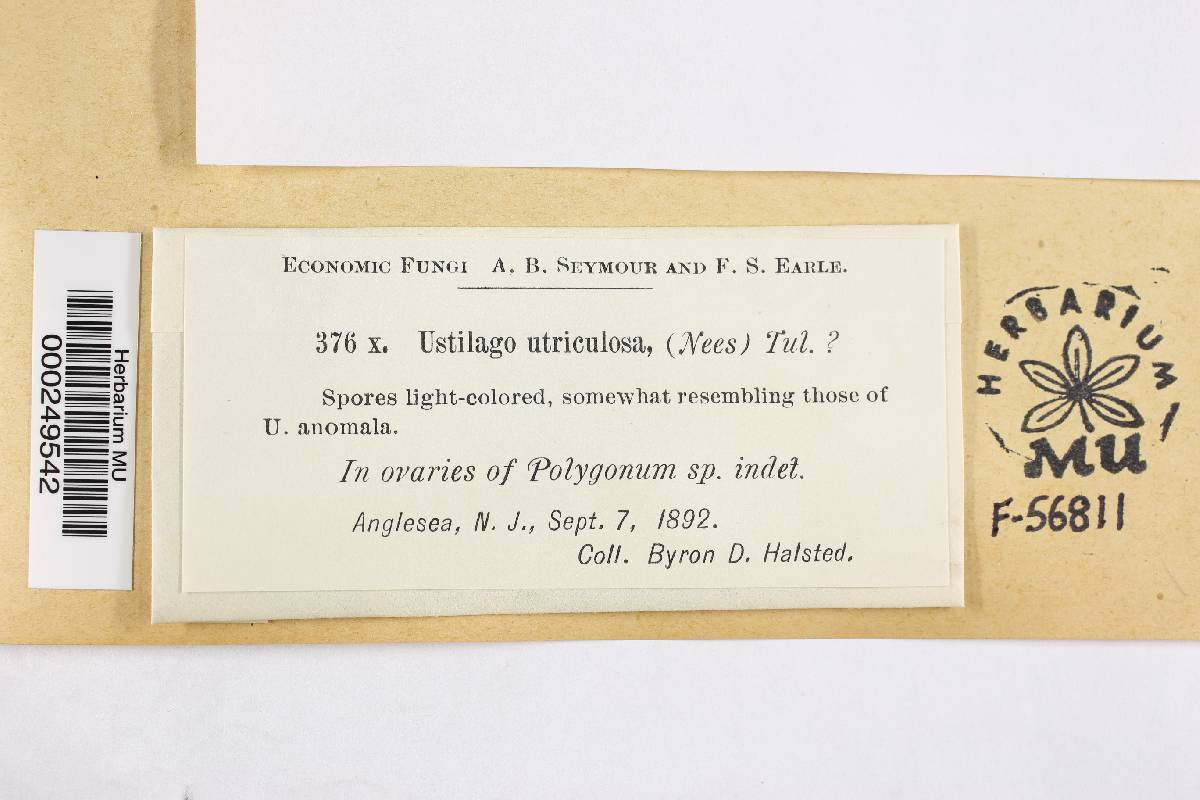 ECONOMIC FUNGI A. B. SEYMOUR AND F. S. EARLE.
376 x. Ustilago utriculosa, (Nees) Tul. ?
Spores light-colored, somewhat resembling those of
U. anomala.
In ovaries of Polygonum sp. indet.
Anglesea, N. J., Sept. 7, 1892.
Coll. Byron D. Halsted.
Herbarium MU
000249542
HERBARIUM
MU
F-56811